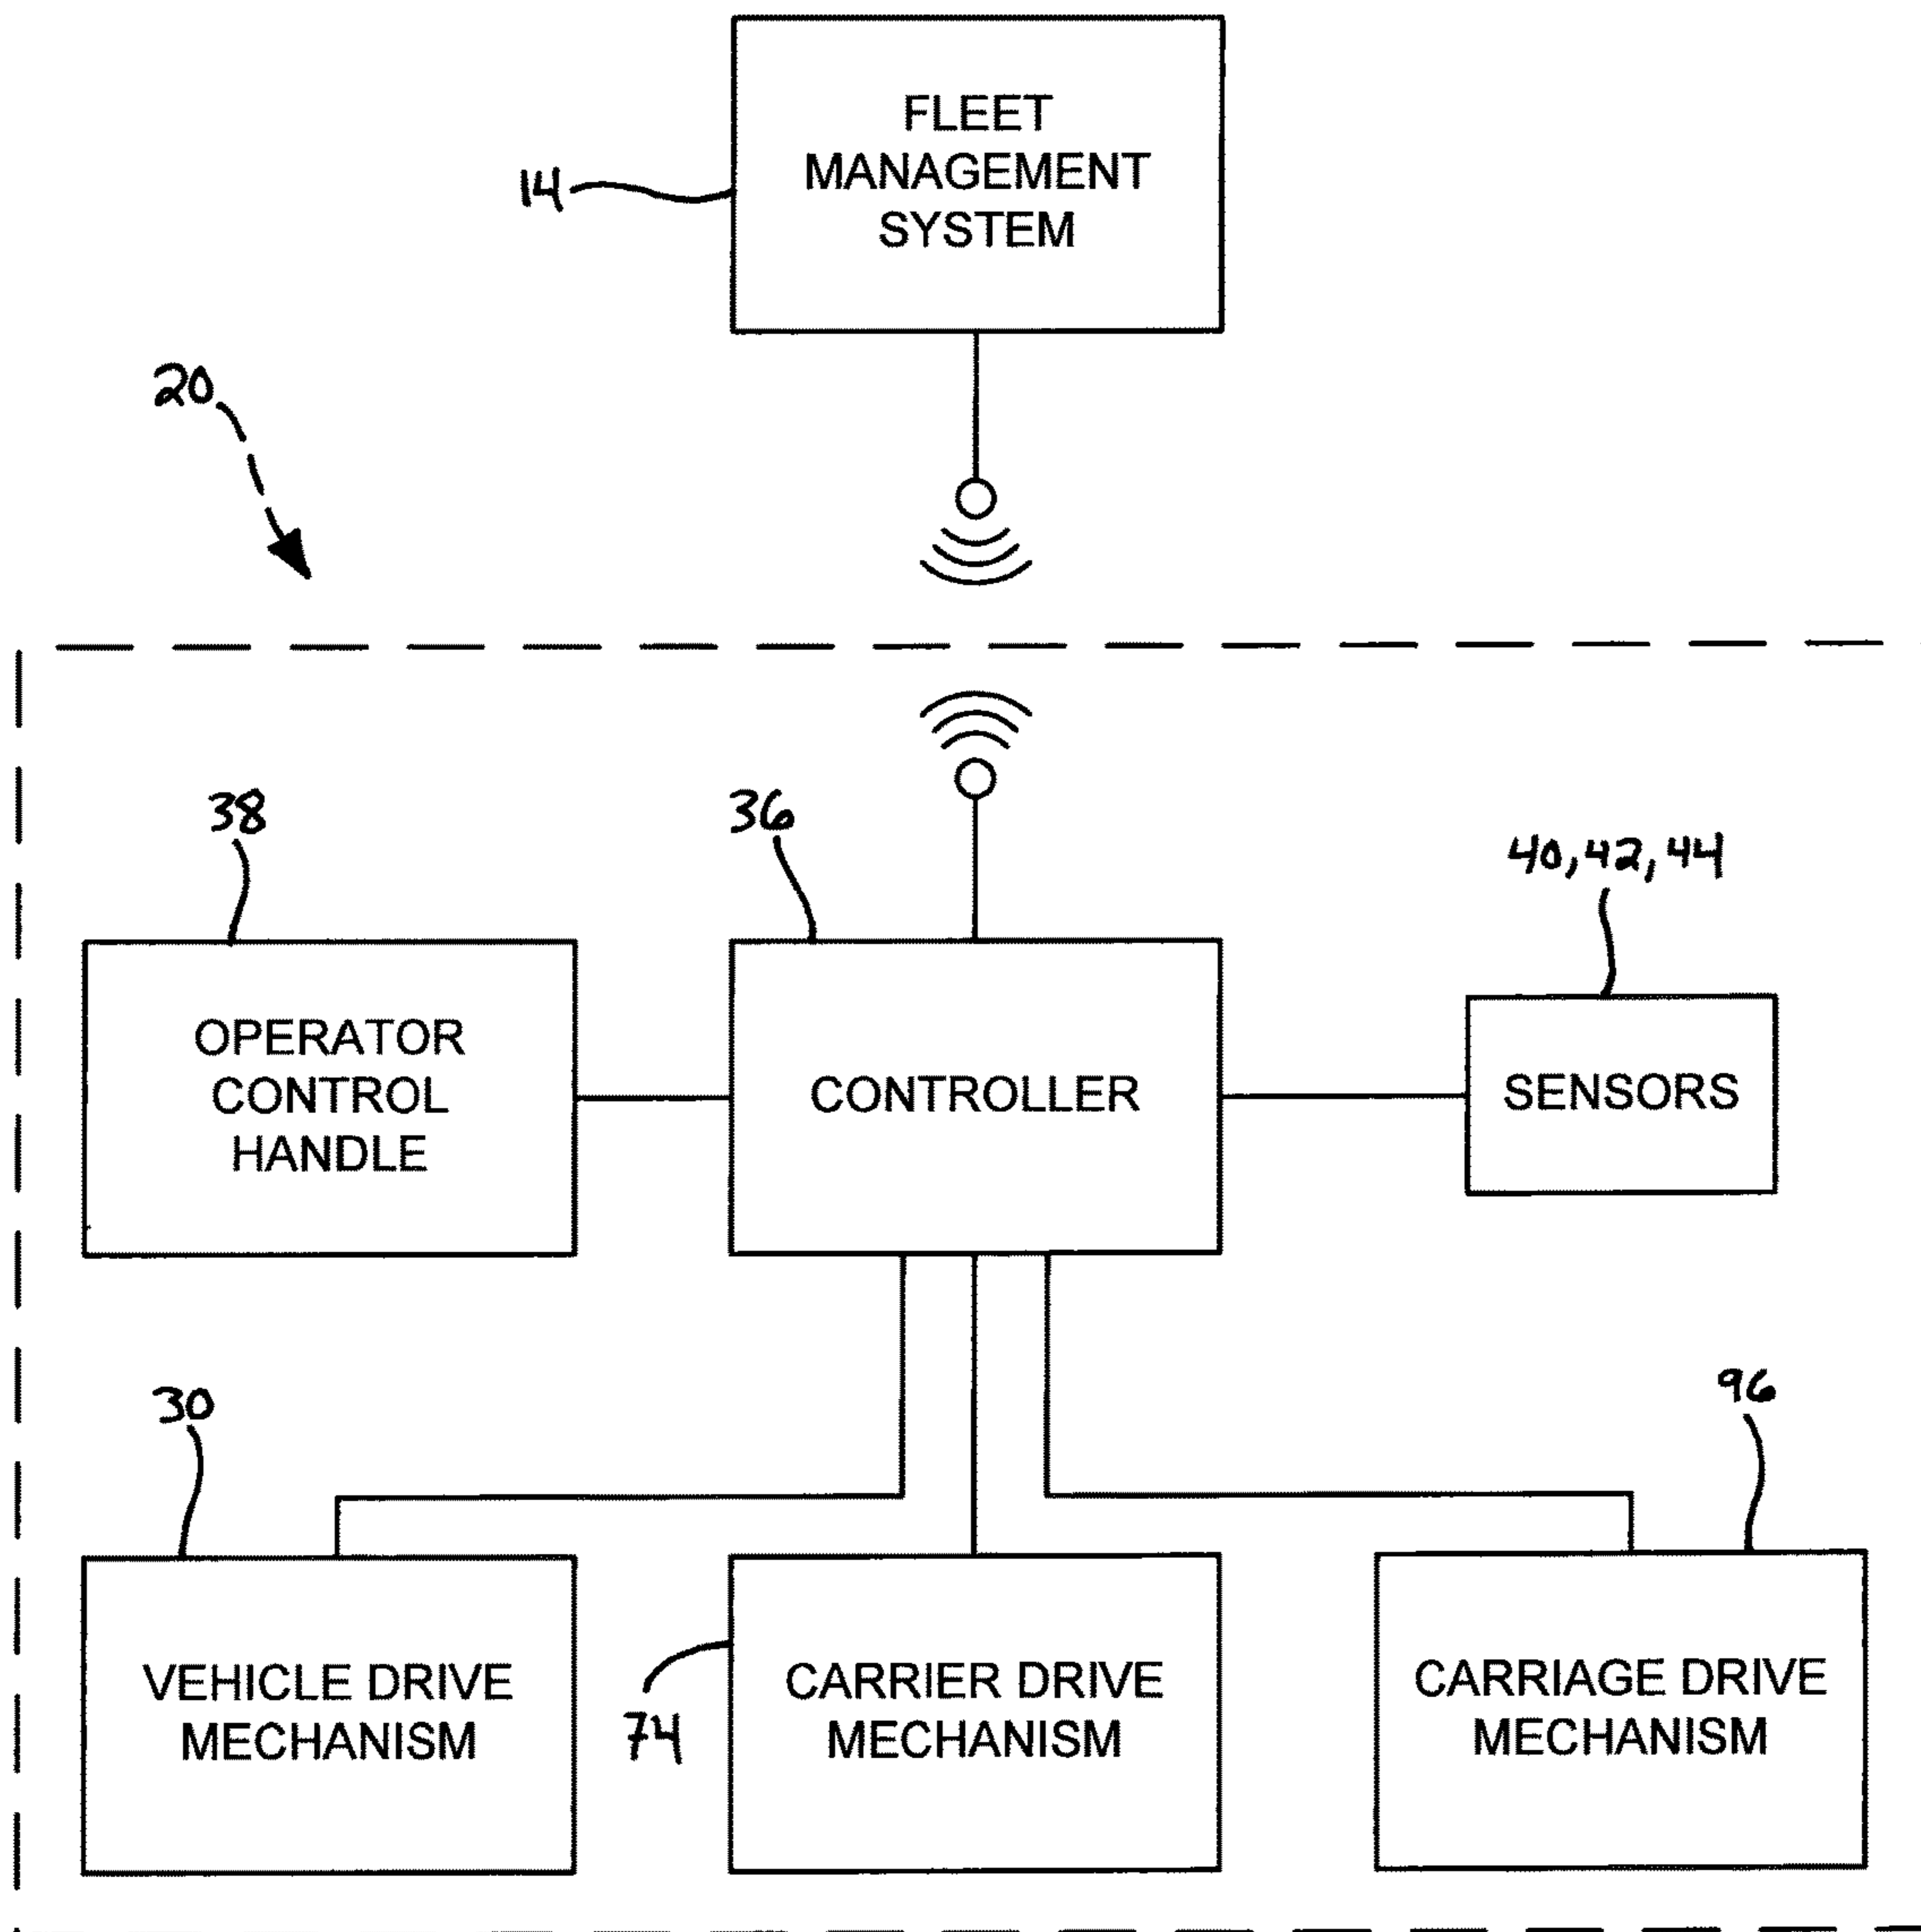 FLEET
MANAGEMENT
SYSTEM
14
20
38
36
40,42,44
OPERATOR
CONTROL
HANDLE
CONTROLLER
SENSORS
30
96
VEHICLE DRIVE
MECHANISM
74
CARRIER DRIVE
MECHANISM
CARRIAGE DRIVE
MECHANISM